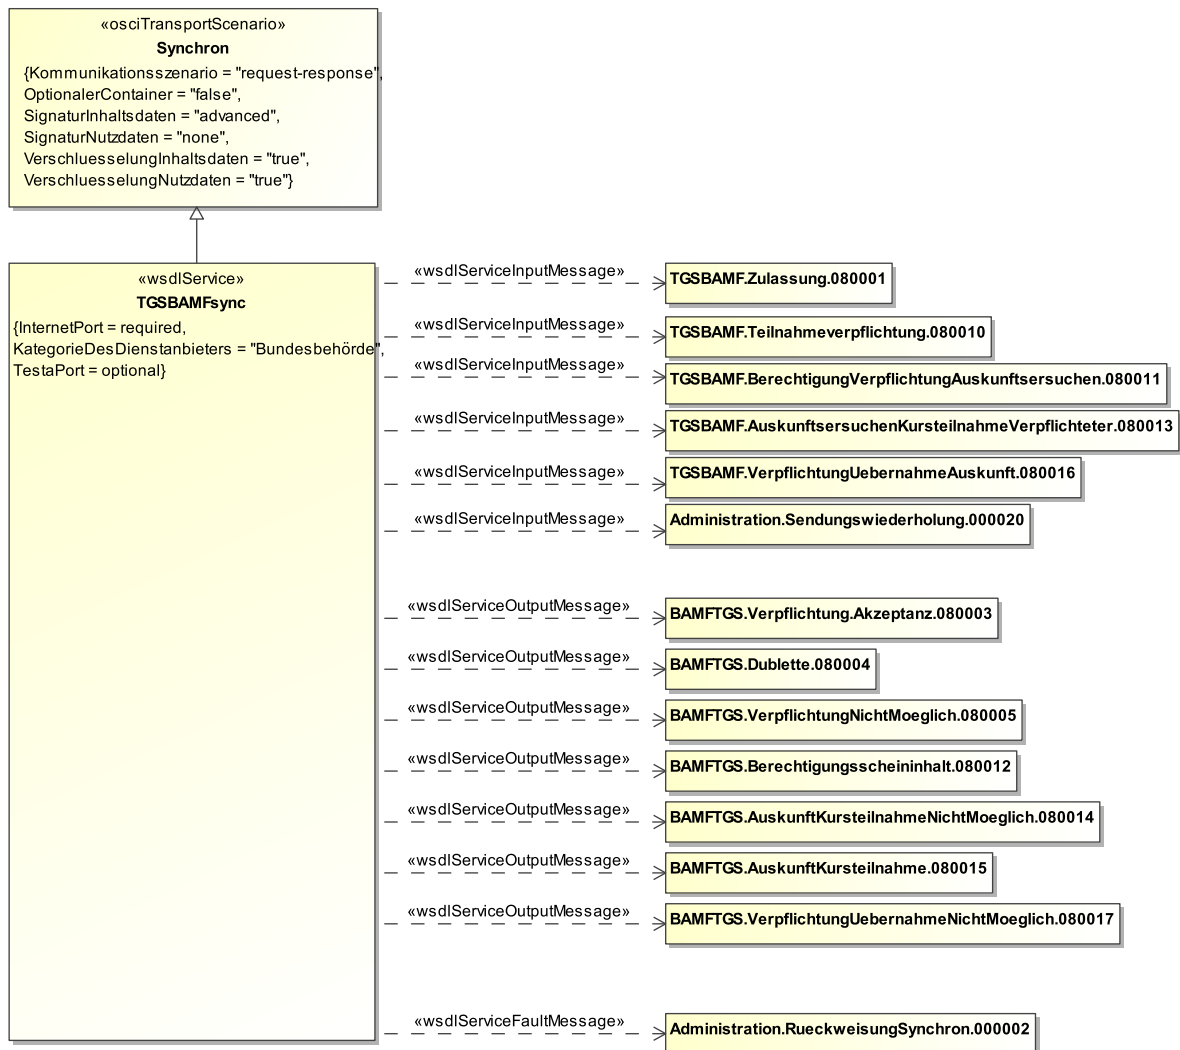 «osciTransportScenario»
Synchron
{Kommunikationsszenario = "request-response",
OptionalerContainer = "false",
SignaturInhaltsdaten = "advanced",
SignaturNutzdaten = "none",
VerschluesselungInhaltsdaten = "true",
VerschluesselungNutzdaten = "true"}
«wsdlService»
TGSBAMFsync
{InternetPort = required,
KategorieDesDienstanbieters = "Bundesbehörde",
TestaPort = optional}
«wsdlServiceInputMessage»
TGSBAMF.Zulassung.080001
«wsdlServiceInputMessage»
TGSBAMF.Teilnahmeverpflichtung.080010
«wsdlServiceInputMessage»
TGSBAMF.BerechtigungVerpflichtungAuskunftsersuchen.080011
«wsdlServiceInputMessage»
TGSBAMF.AuskunftsersuchenKursteilnahmeVerpflichteter.080013
«wsdlServiceInputMessage»
TGSBAMF.VerpflichtungUebernahmeAuskunft.080016
«wsdlServiceInputMessage»
Administration.Sendungswiederholung.000020
«wsdlServiceOutputMessage»
BAMFTGS.Verpflichtung.Akzeptanz.080003
«wsdlServiceOutputMessage»
BAMFTGS.Dublette.080004
«wsdlServiceOutputMessage»
BAMFTGS.VerpflichtungNichtMoeglich.080005
«wsdlServiceOutputMessage»
BAMFTGS.Berechtigungsscheininhalt.080012
«wsdlServiceOutputMessage»
BAMFTGS.AuskunftKursteilnahmeNichtMoeglich.080014
«wsdlServiceOutputMessage»
BAMFTGS.AuskunftKursteilnahme.080015
«wsdlServiceOutputMessage»
BAMFTGS.VerpflichtungUebernahmeNichtMoeglich.080017
«wsdlServiceFaultMessage»
Administration.RueckweisungSynchron.000002